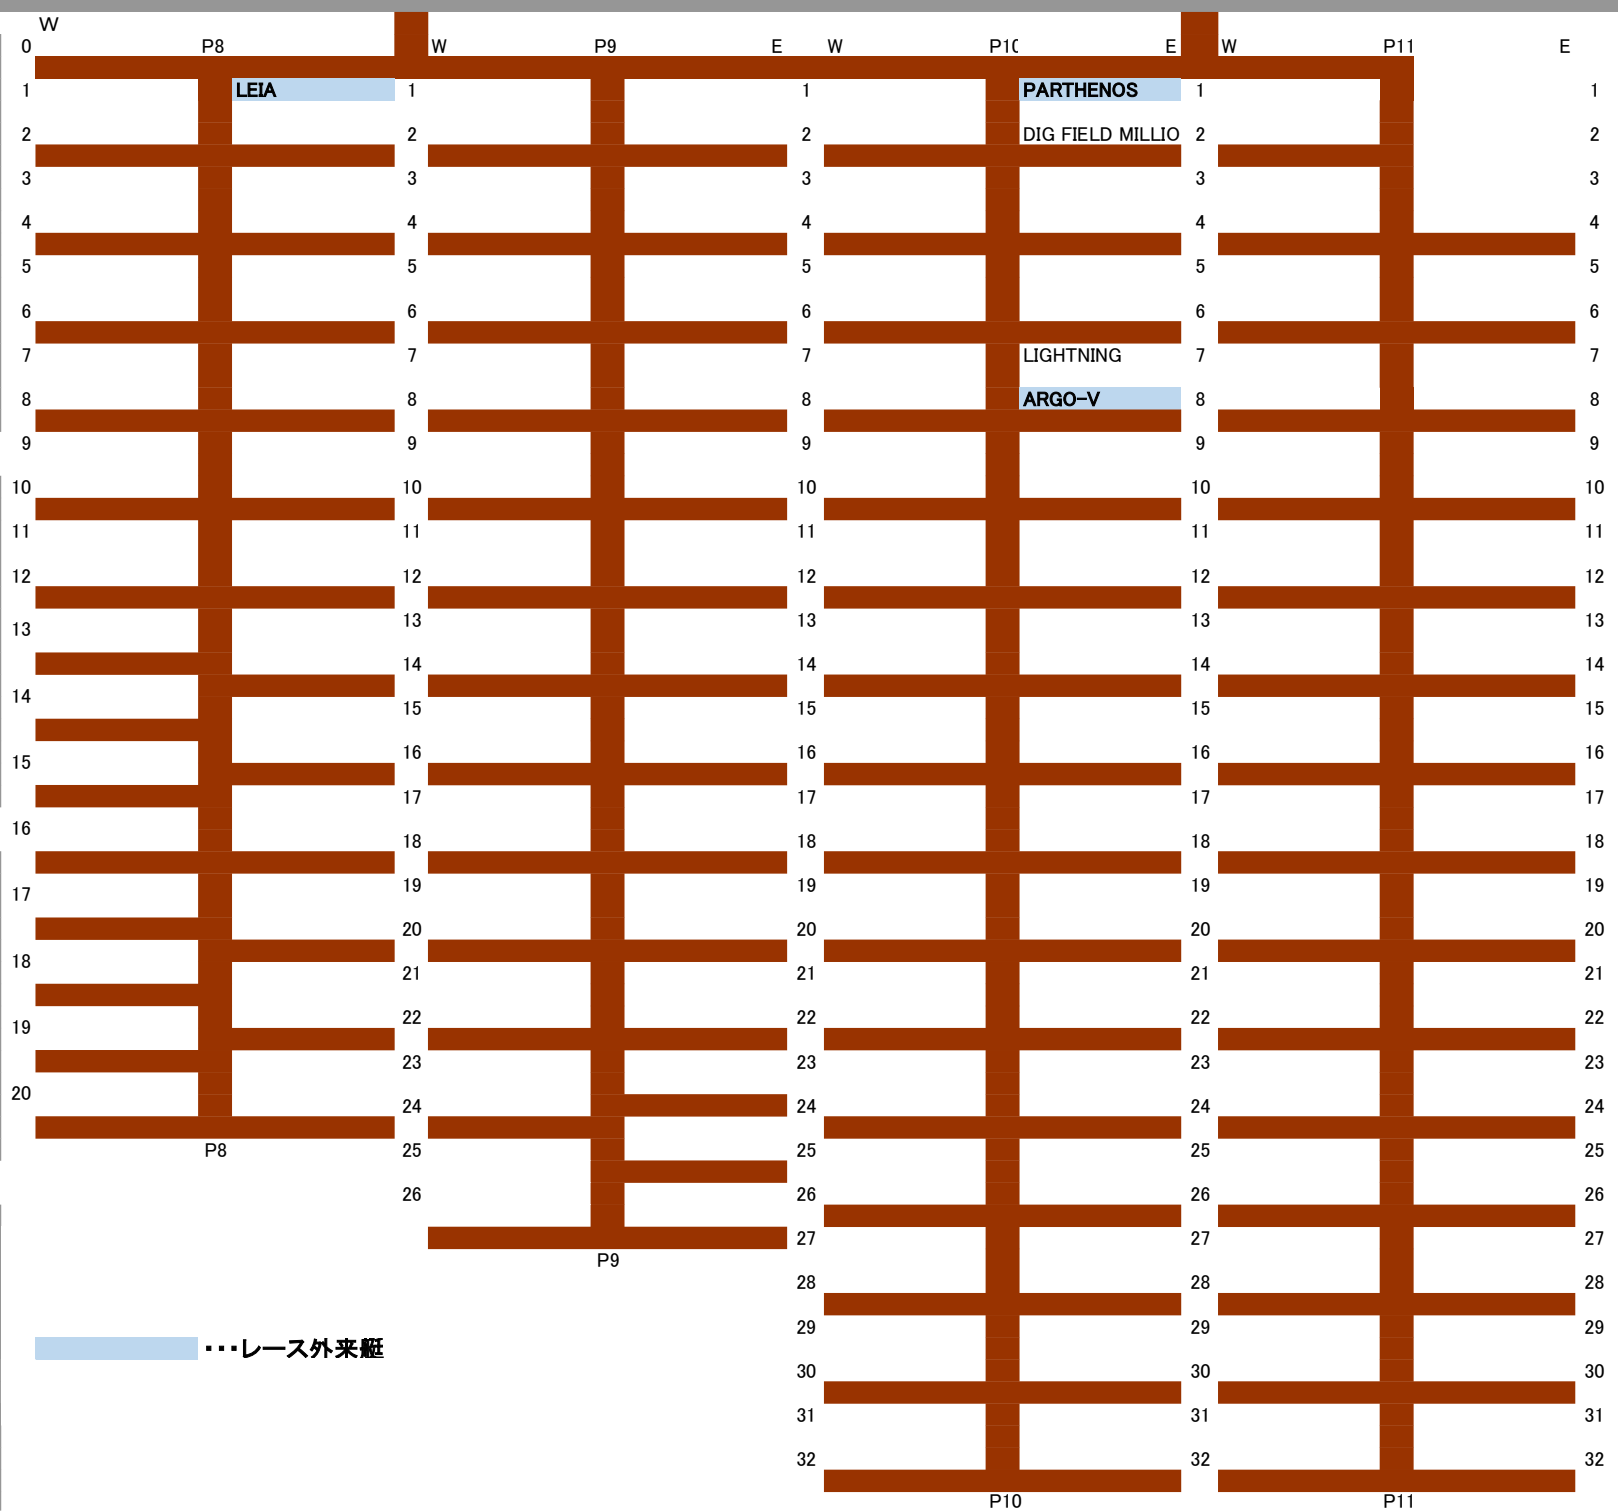 W
0 P8 W P9 E W P10 E W P11 E
1 LEIA 1 1 PARTHENOS 1 1
2 2 2 DIG FIELD MILLIO 2 2
3 3 3 3 3
4 4 4 4 4
5 5 5 5 5
6 6 6 6 6
7 7 7 LIGHTNING 7 7
8 8 8 ARGO-V 8 8
9 9 9 9 9
10 10 10 10 10
11 11 11 11 11
12 12 12 12 12
13 13 13 13 13
14 14 14 14
14 15 15 15 15
15 16 16 16 16
17 17 17 17
16 18 18 18 18
17 19 19 19 19
20 20 20 20
18 21 21 21 21
19 22 22 22 22
23 23 23 23
20 24 24 24 24
P8 25 25 25 25
26 26 26 26
27 27 27
P9
28 28 28
29 29 29
・・・レース外来艇
30 30 30
31 31 31
32 32 32
P10 P11